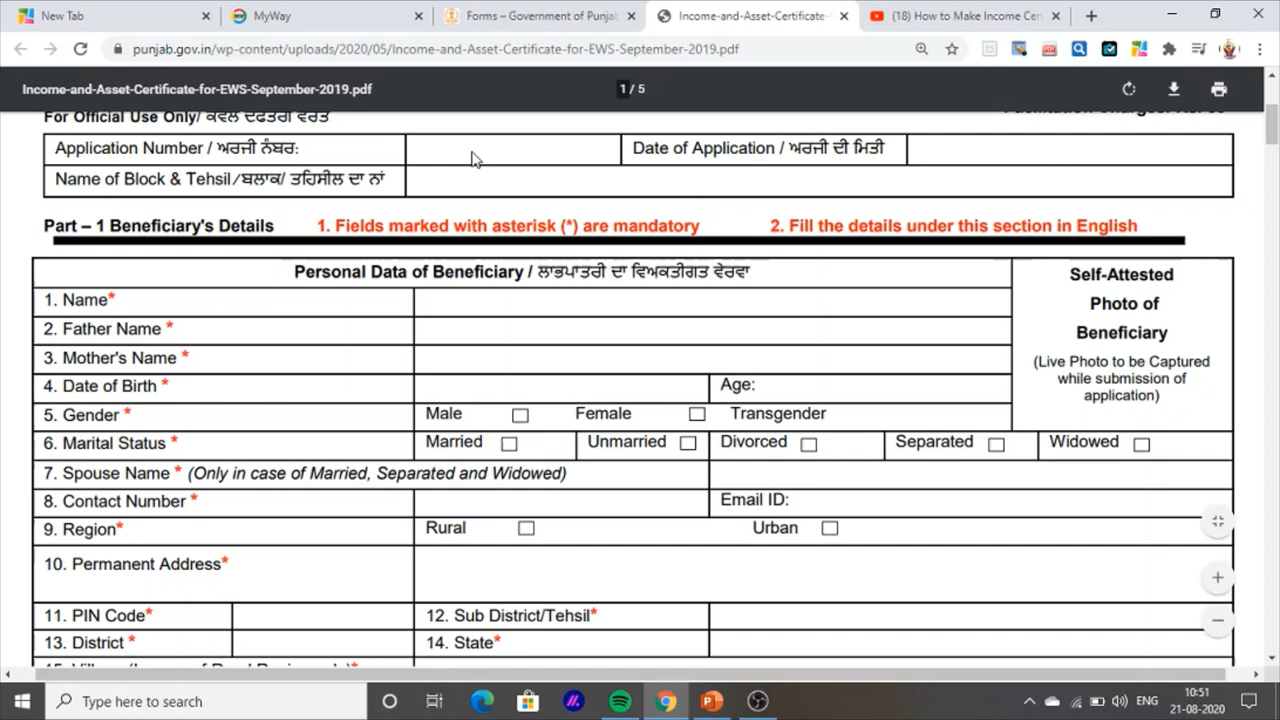 New Tab
MyWay
Forms – Government of Punjab
Income-and-Asset-Certificate-
(18) How to Make Income Cer
punjab.gov.in/wp-content/uploads/2020/05/Income-and-Asset-Certificate-for-EWS-September-2019.pdf
Income-and-Asset-Certificate-for-EWS-September-2019.pdf
1 / 5
For Official Use Only/ ਕੇਵਲ ਦਫਤਰੀ ਵਰਤੋਂ
Application Number / ਅਰਜੀ ਨੰਬਰ:
Date of Application / ਅਰਜੀ ਦੀ ਮਿਤੀ
Name of Block & Tehsil/ਬਲਾਕ/ ਤਹਿਸੀਲ ਦਾ ਨਾਂ
Part – 1 Beneficiary's Details 1. Fields marked with asterisk (*) are mandatory 2. Fill the details under this section in English
Personal Data of Beneficiary / ਲਾਭਪਾਤਰੀ ਦਾ ਵਿਅਕਤੀਗਤ ਵੇਰਵਾ
Self-Attested
Photo of
Beneficiary
(Live Photo to be Captured
while submission of
application)
1. Name*
2. Father Name *
3. Mother's Name *
4. Date of Birth *
Age:
5. Gender *
Male Female Transgender
6. Marital Status *
Married Unmarried Divorced Separated Widowed
7. Spouse Name * (Only in case of Married, Separated and Widowed)
8. Contact Number *
Email ID:
9. Region*
Rural Urban
10. Permanent Address*
11. PIN Code*
12. Sub District/Tehsil*
13. District *
14. State*
Type here to search
ENG
10:51
21-08-2020